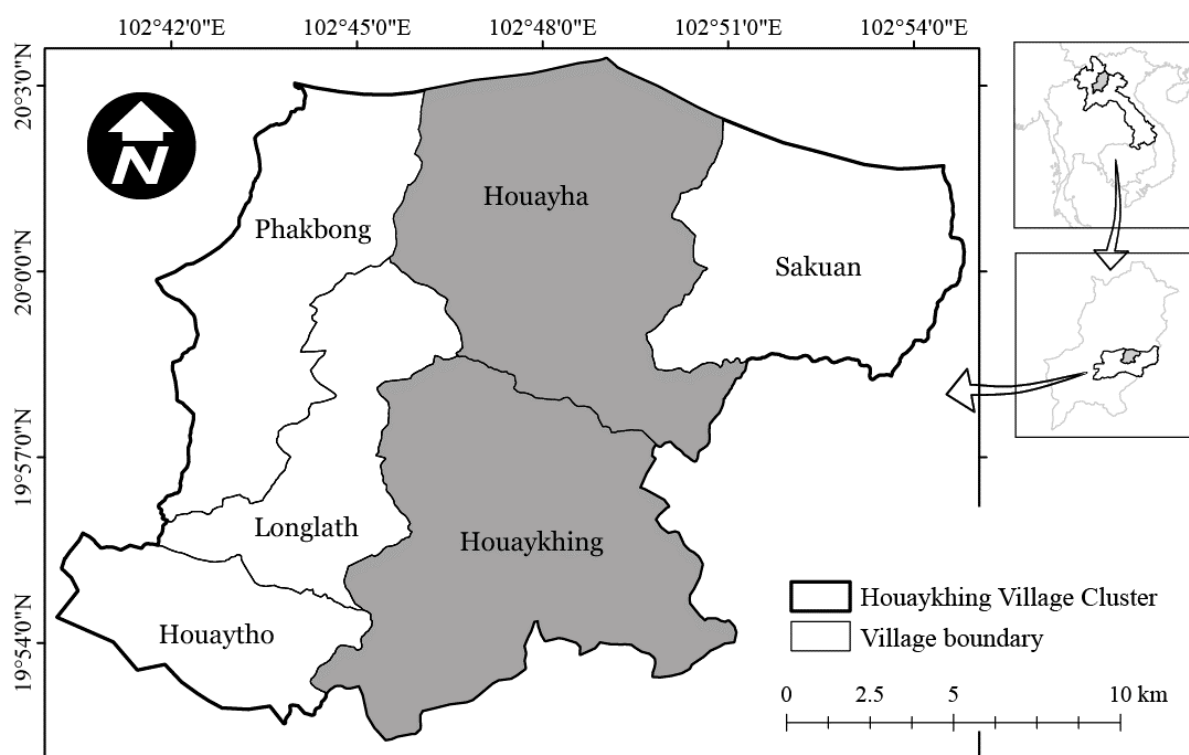 102°42'0"E 102°45'0"E 102°48'0"E 102°51'0"E 102°54'0"E
20°3'0"N
20°0'0"N
19°57'0"N
19°54'0"N
N
Houayha
Phakbong
Sakuan
Longlath
Houaykhing
Houaytho
Houaykhing Village Cluster
Village boundary
0 2.5 5 10 km